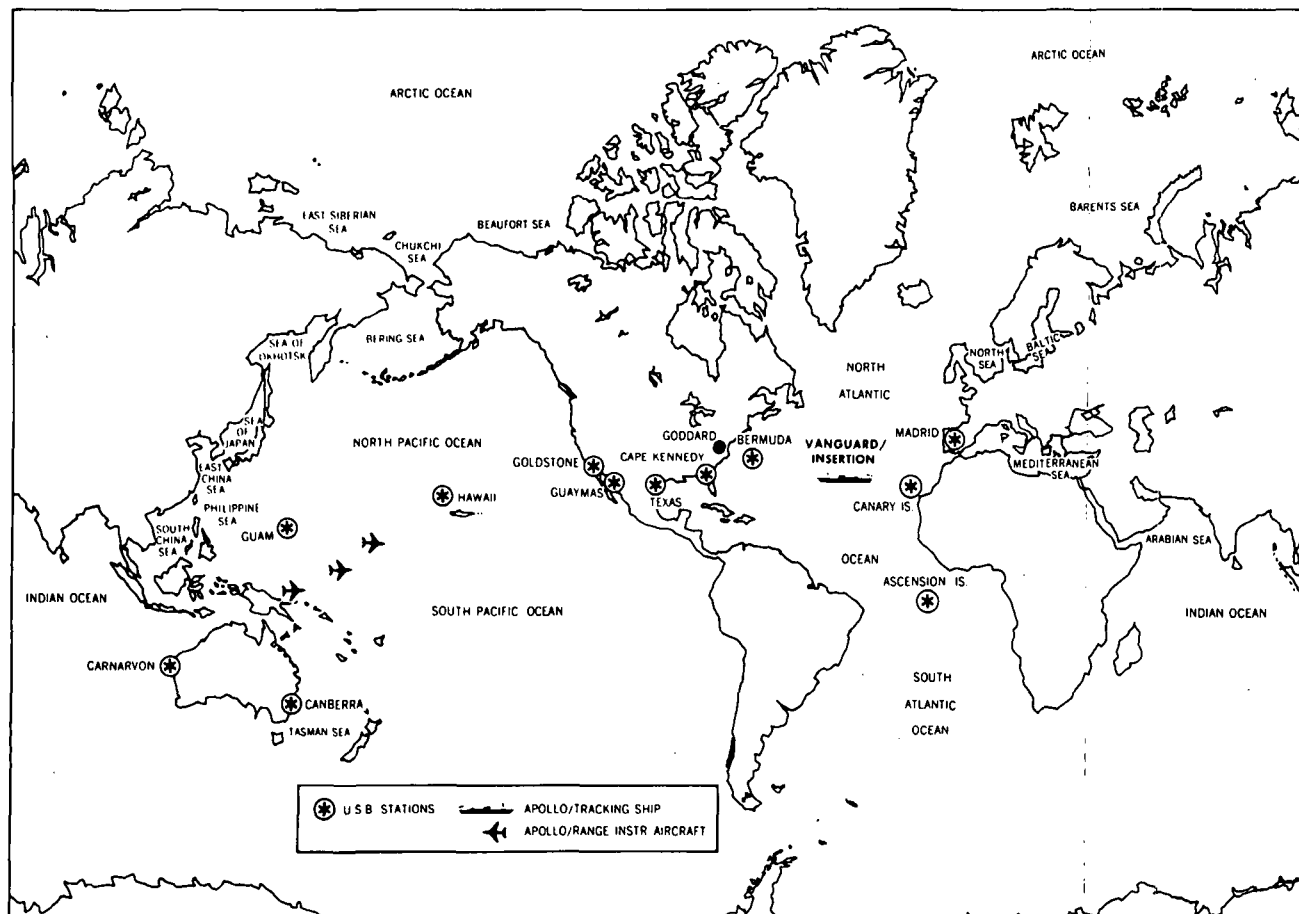 ARCTIC OCEAN
ARCTIC OCEAN
EAST SIBERIAN
SEA
CHUKCHI
SEA
BEAUFORT SEA
BARENTS SEA
SEA OF
OKHOTSK
BERING SEA
NORTH
SEA
BALTIC
SEA
NORTH
ATLANTIC
SEA
OF
JAPAN
NORTH PACIFIC OCEAN
GODDARD
BERMUDA
VANGUARD/
INSERTION
MADRID
MEDITERRANEAN
SEA
EAST
CHINA
SEA
GOLDSTONE
CAPE KENNEDY
GUAYMAS
TEXAS
HAWAII
CANARY IS.
PHILIPPINE
SEA
SOUTH
CHINA
SEA
GUAM
ARABIAN SEA
OCEAN
ASCENSION IS.
INDIAN OCEAN
SOUTH PACIFIC OCEAN
INDIAN OCEAN
CARNARVON
CANBERRA
TASMAN SEA
SOUTH
ATLANTIC
OCEAN
U S B STATIONS
APOLLO/TRACKING SHIP
APOLLO/RANGE INSTR AIRCRAFT